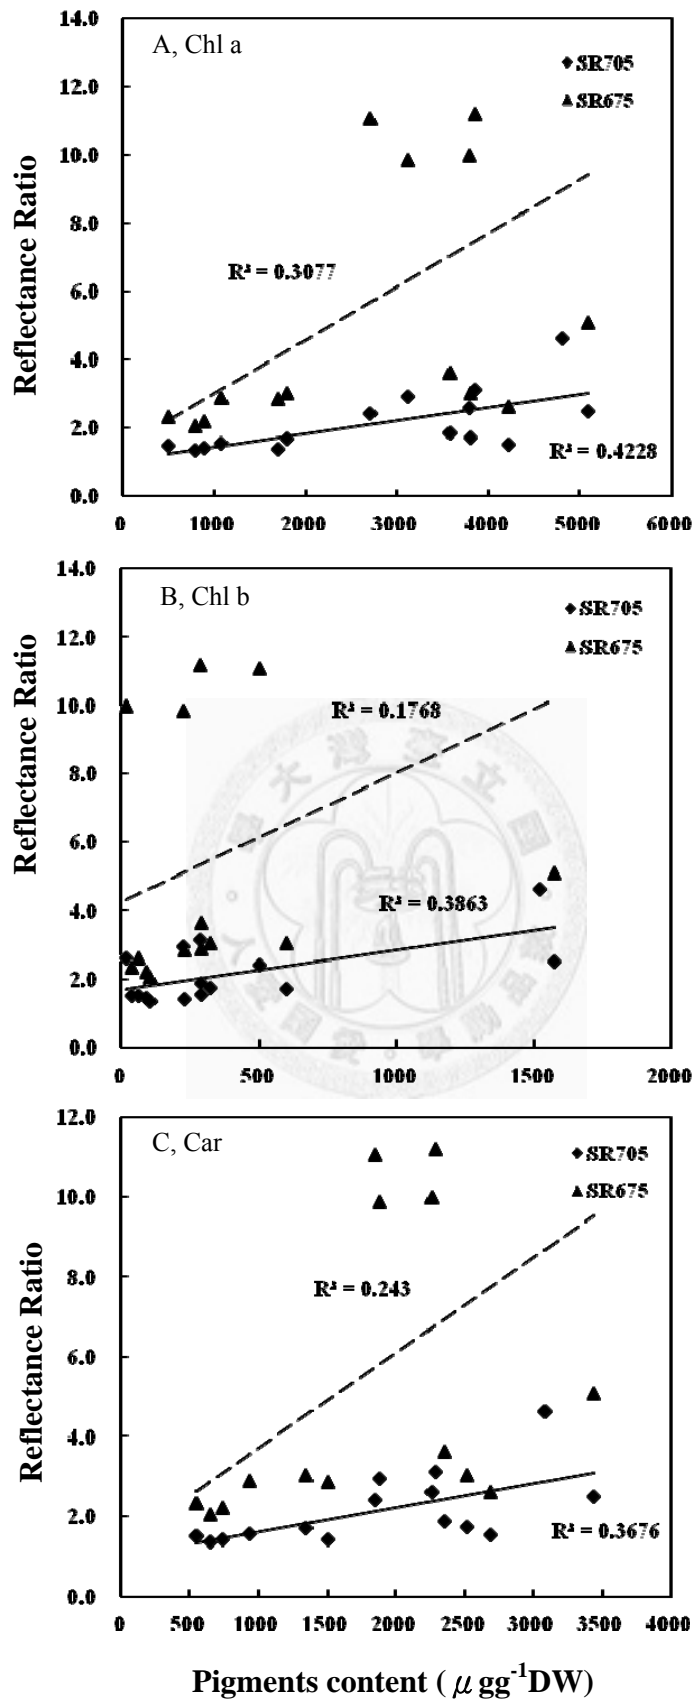 A, Chl a
SR705
SR675
R² = 0.3077
R² = 0.4228
Reflectance Ratio
14.0
12.0
10.0
8.0
6.0
4.0
2.0
0.0
0 1000 2000 3000 4000 5000 6000
B, Chl b
SR705
SR675
R² = 0.1768
R² = 0.3863
Reflectance Ratio
14.0
12.0
10.0
8.0
6.0
4.0
2.0
0.0
0 500 1000 1500 2000
C, Car
SR705
SR675
R² = 0.243
R² = 0.3676
Reflectance Ratio
12.0
10.0
8.0
6.0
4.0
2.0
0.0
0 500 1000 1500 2000 2500 3000 3500 4000
Pigments content ( μ gg⁻¹DW)